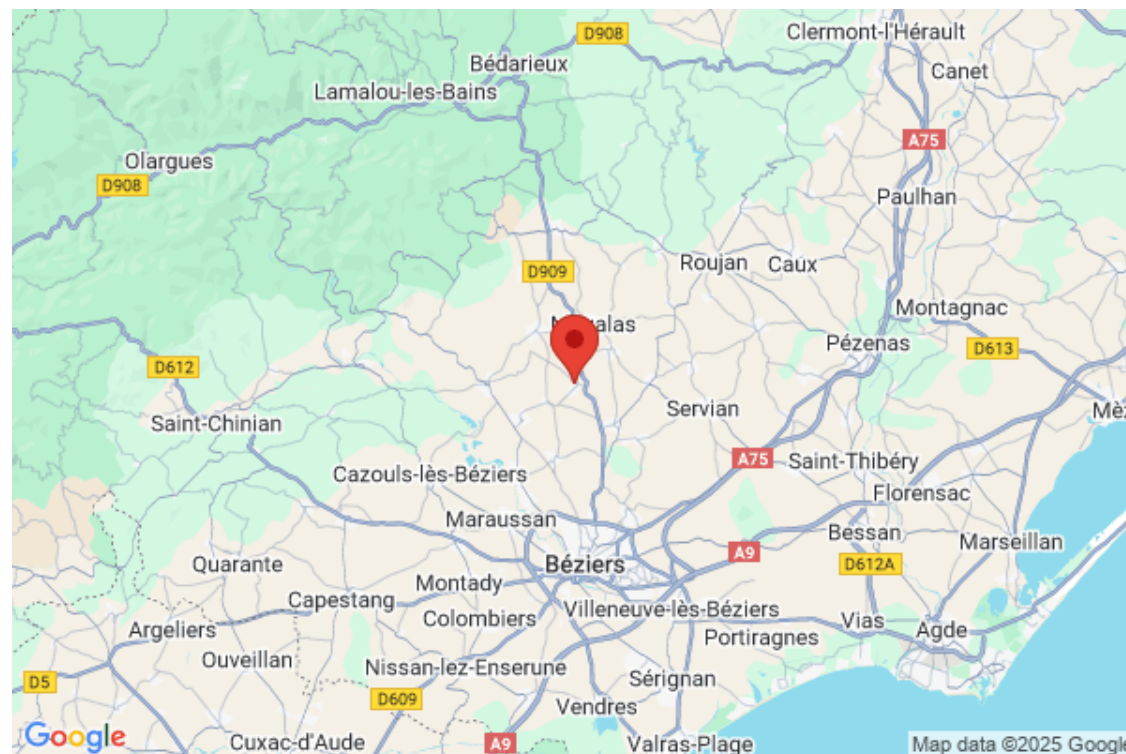 Clermont-l'Hérault
D908
Bédarieux
Canet
Lamalou-les-Bains
A75
Olargues
D908
Paulhan
Roujan
Caux
D909
Montagnac
Pézenas
D613
D612
Servian
Saint-Chinian
A75
Saint-Thibéry
Cazouls-lès-Béziers
Florensac
Maraussan
Bessan
Marseillan
A9
Quarante
Béziers
D612A
Montady
Capestang
Villeneuve-lès-Béziers
Colombiers
Vias
Argeliers
Portiragnes
Agde
Ouveillan
Nissan-lez-Enserune
D5
Sérignan
D609
Vendres
Google
Cuxac-d'Aude
A9
Valras-Plage
Map data ©2025 Google